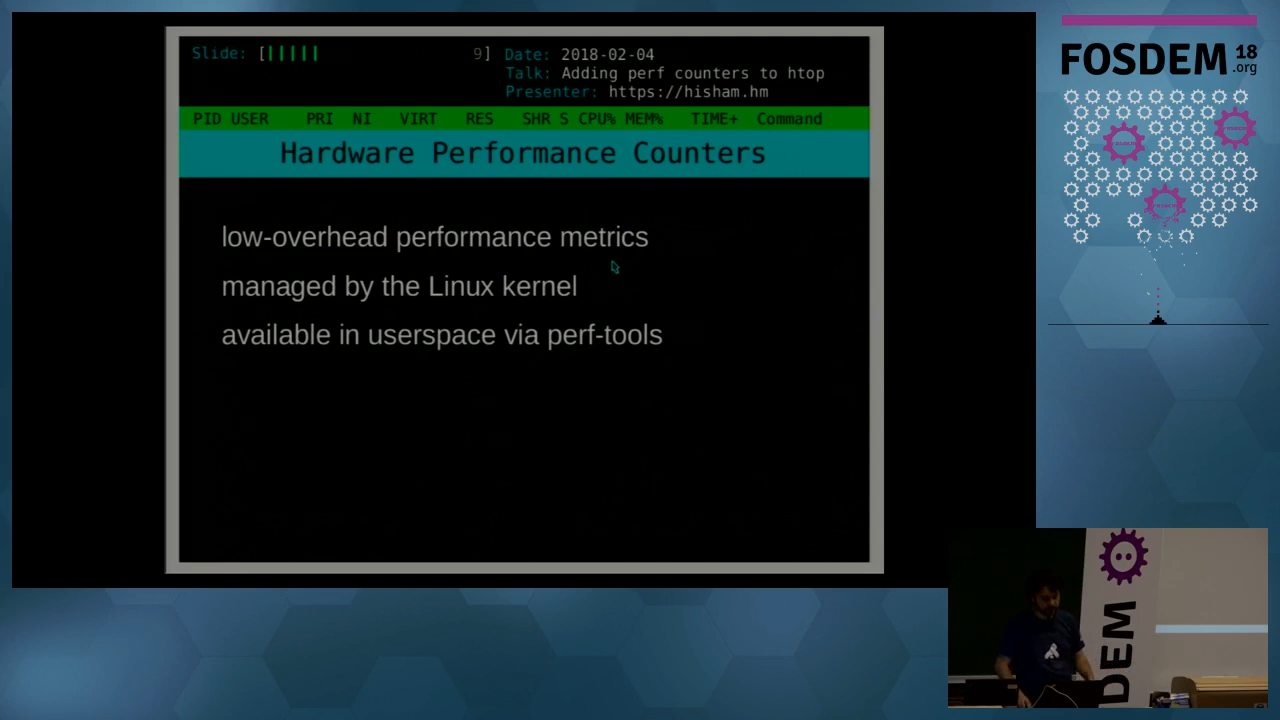 Slide: [||||| 9]
Date: 2018-02-04
Talk: Adding perf counters to htop
Presenter: https://hisham.hm
PID USER PRI NI VIRT RES SHR S CPU% MEM% TIME+ Command
Hardware Performance Counters
low-overhead performance metrics
managed by the Linux kernel
available in userspace via perf-tools
FOSDEM 18
.org
DEM